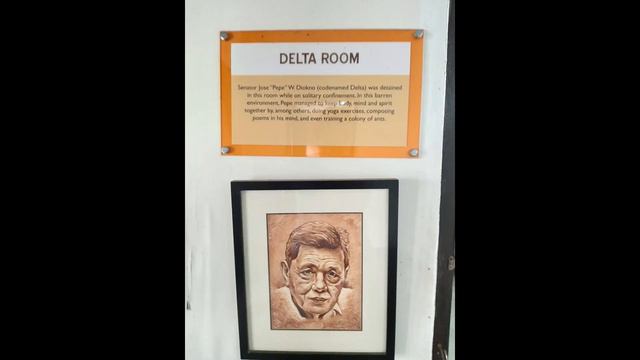 DELTA ROOM
Senator Jose "Pepe" W. Diokno (codenamed Delta) was detained
in this room while on solitary confinement. In this barren
environment, Pepe managed to keep body, mind and spirit
together by, among others, doing yoga exercises, composing
poems in his mind, and even training a colony of ants.